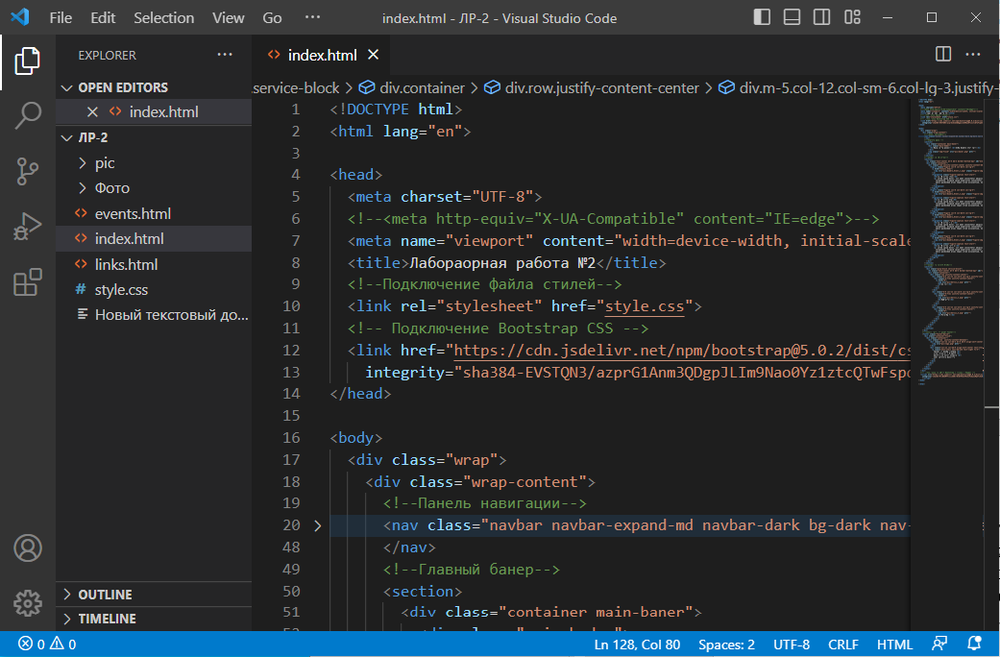 File Edit Selection View Go ··· index.html - ЛР-2 - Visual Studio Code
EXPLORER ···
OPEN EDITORS
index.html
ЛР-2
pic
Фото
events.html
index.html
links.html
style.css
Новый текстовый до...
OUTLINE
TIMELINE
index.html
.service-block > div.container > div.row.justify-content-center > div.m-5.col-12.col-sm-6.col-lg-3.justify-
1 <!DOCTYPE html>
2 <html lang="en">
3
4 <head>
5 <meta charset="UTF-8">
6 <!--<meta http-equiv="X-UA-Compatible" content="IE=edge">-->
7 <meta name="viewport" content="width=device-width, initial-scale
8 <title>Лабораорная работа №2</title>
9 <!--Подключение файла стилей-->
10 <link rel="stylesheet" href="style.css">
11 <!-- Подключение Bootstrap CSS -->
12 <link href="https://cdn.jsdelivr.net/npm/bootstrap@5.0.2/dist/cs
13 integrity="sha384-EVSTQN3/azprG1Anm3QDgpJLIm9Nao0Yz1ztcQTwFspd
14 </head>
15
16 <body>
17 <div class="wrap">
18 <div class="wrap-content">
19 <!--Панель навигации-->
20 <nav class="navbar navbar-expand-md navbar-dark bg-dark nav-
48 </nav>
49 <!--Главный банер-->
50 <section>
51 <div class="container main-baner">
0 0 Ln 128, Col 80 Spaces: 2 UTF-8 CRLF HTML